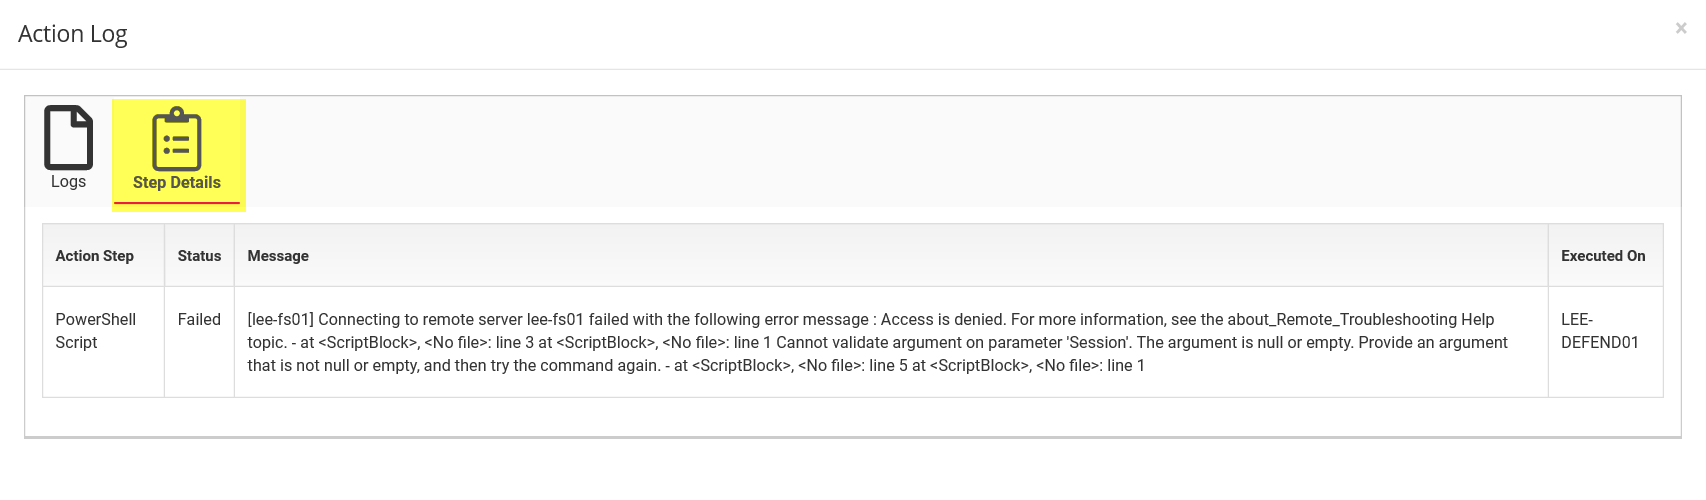 Action Log
×
Logs
Step Details
Action Step
Status
Message
Executed On
PowerShell
Script
Failed
[lee-fs01] Connecting to remote server lee-fs01 failed with the following error message : Access is denied. For more information, see the about_Remote_Troubleshooting Help
topic. - at <ScriptBlock>, <No file>: line 3 at <ScriptBlock>, <No file>: line 1 Cannot validate argument on parameter 'Session'. The argument is null or empty. Provide an argument
that is not null or empty, and then try the command again. - at <ScriptBlock>, <No file>: line 5 at <ScriptBlock>, <No file>: line 1
LEE-
DEFEND01